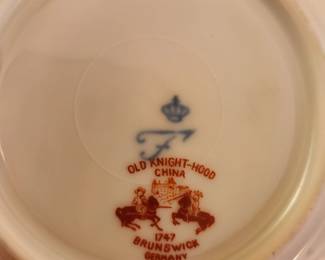 F
OLD KNIGHT-HOOD
CHINA
1747
BRUNSWICK
GERMANY